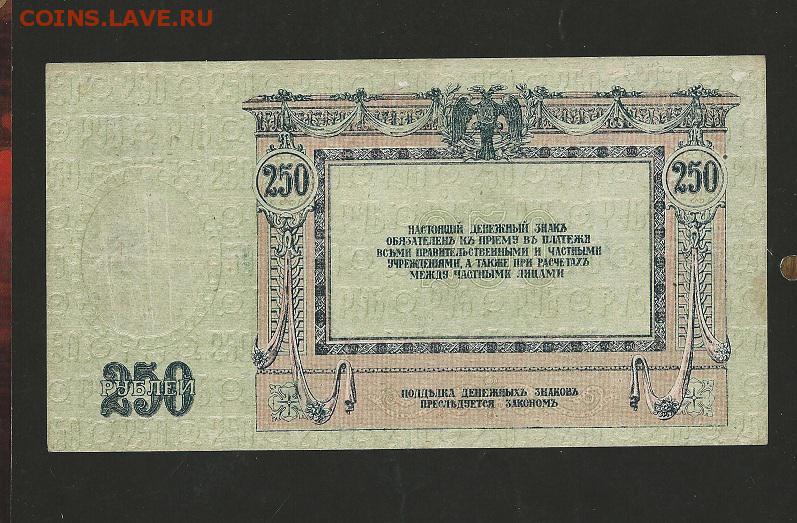 COINS.LAVE.RU
250
250
НАСТОЯЩІЙ ДЕНЕЖНЫЙ ЗНАКЪ
ОБЯЗАТЕЛЕНЪ КЪ ПРІЕМУ ВЪ ПЛАТЕЖИ
ВСѢМИ ПРАВИТЕЛЬСТВЕННЫМИ И ЧАСТНЫМИ
УЧРЕЖДЕНІЯМИ, А ТАКЖЕ ПРИ РАСЧЕТАХЪ
МЕЖДУ ЧАСТНЫМИ ЛИЦАМИ
250
250
РУБЛЕЙ
ПОДДѢЛКА ДЕНЕЖНЫХЪ ЗНАКОВЪ
ПРЕСЛѢДУЕТСЯ ЗАКОНОМЪ